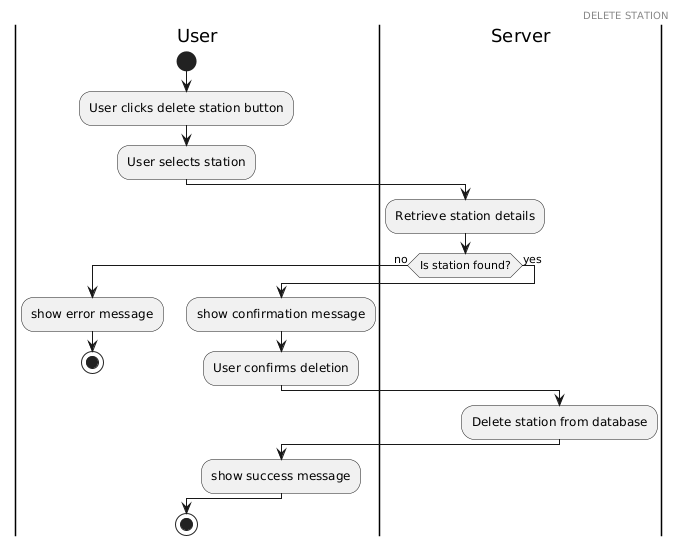 DELETE STATION
User
Server
User clicks delete station button
User selects station
Retrieve station details
no
Is station found?
yes
show error message
show confirmation message
User confirms deletion
Delete station from database
show success message